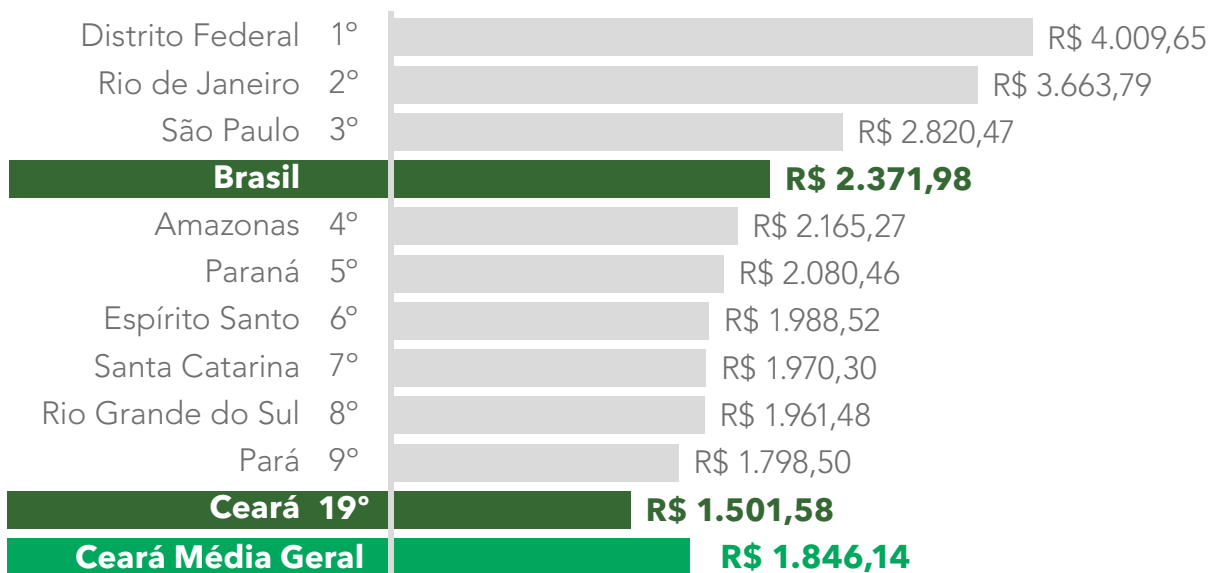 Distrito Federal 1º R$ 4.009,65
Rio de Janeiro 2º R$ 3.663,79
São Paulo 3º R$ 2.820,47
Brasil R$ 2.371,98
Amazonas 4º R$ 2.165,27
Paraná 5º R$ 2.080,46
Espírito Santo 6º R$ 1.988,52
Santa Catarina 7º R$ 1.970,30
Rio Grande do Sul 8º R$ 1.961,48
Pará 9º R$ 1.798,50
Ceará 19º R$ 1.501,58
Ceará Média Geral R$ 1.846,14